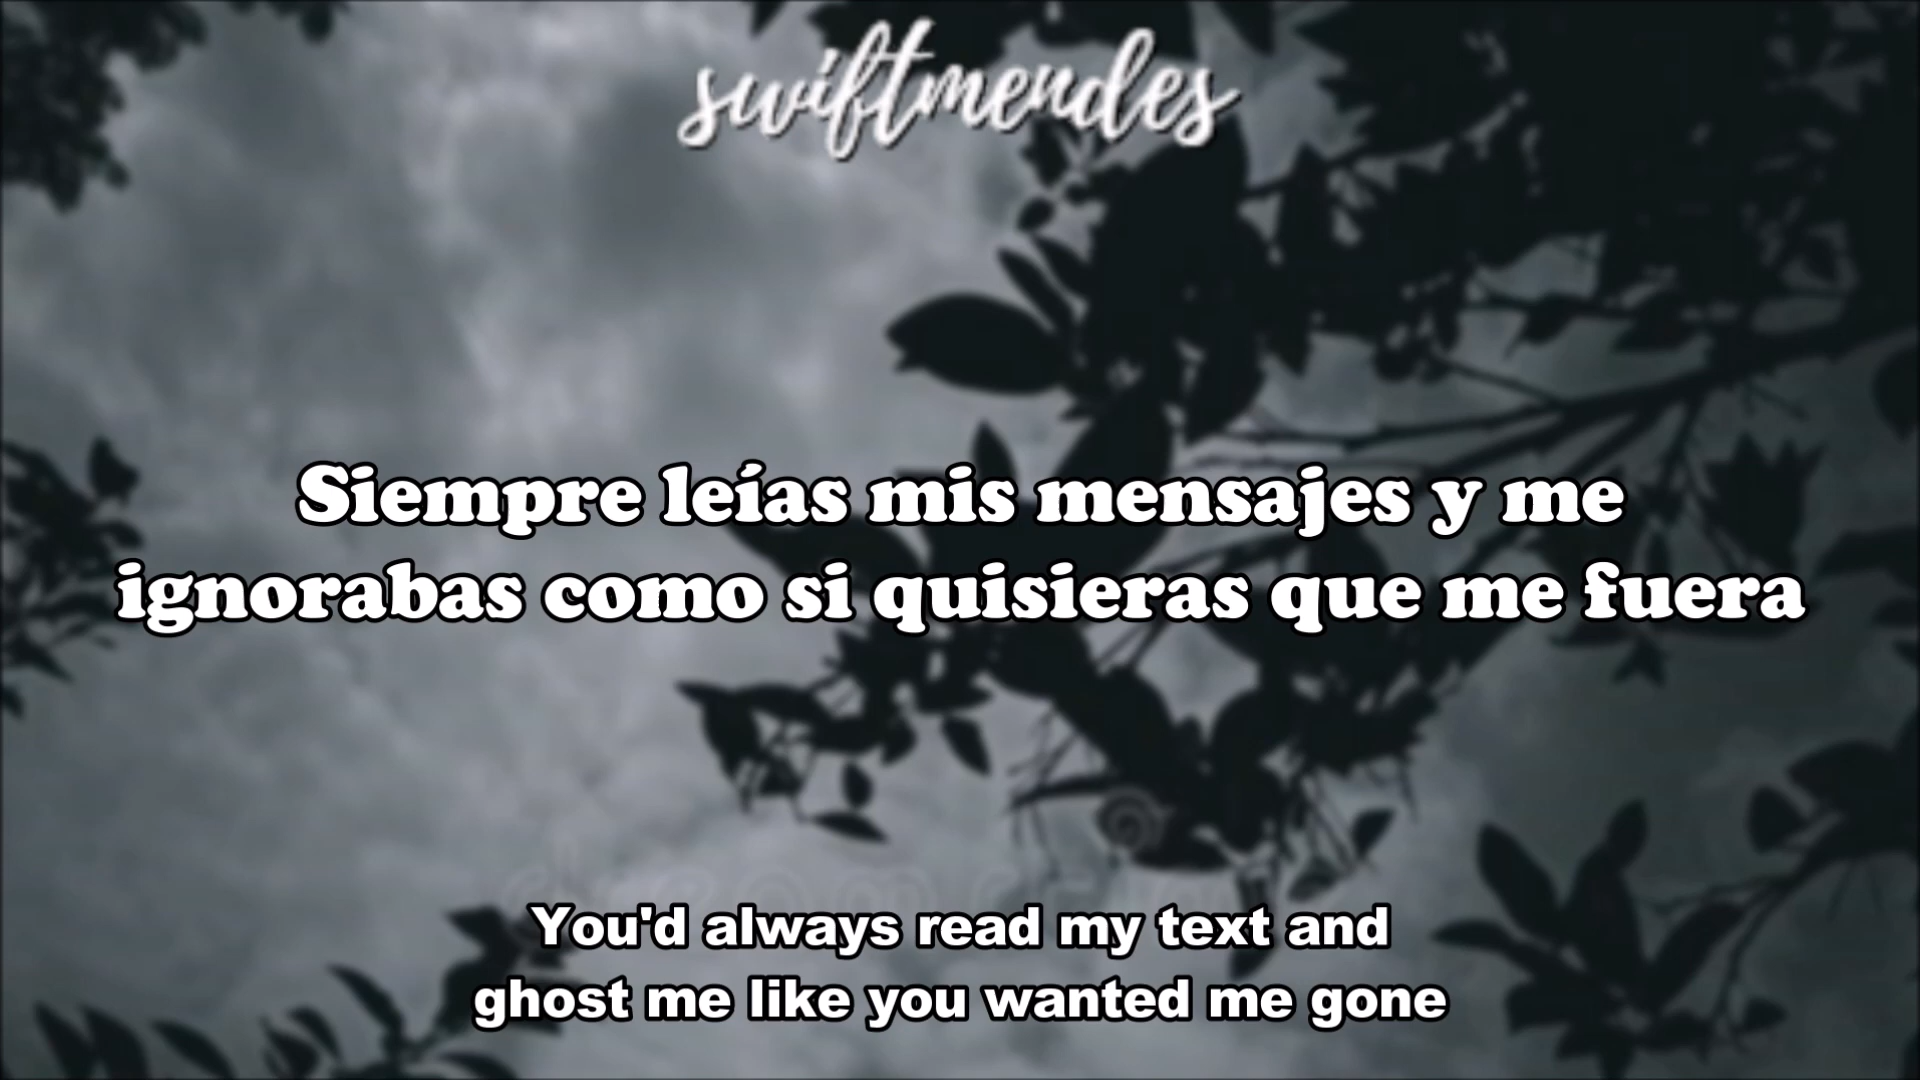 swiftmendes
Siempre leías mis mensajes y me
ignorabas como si quisieras que me fuera
You'd always read my text and
ghost me like you wanted me gone